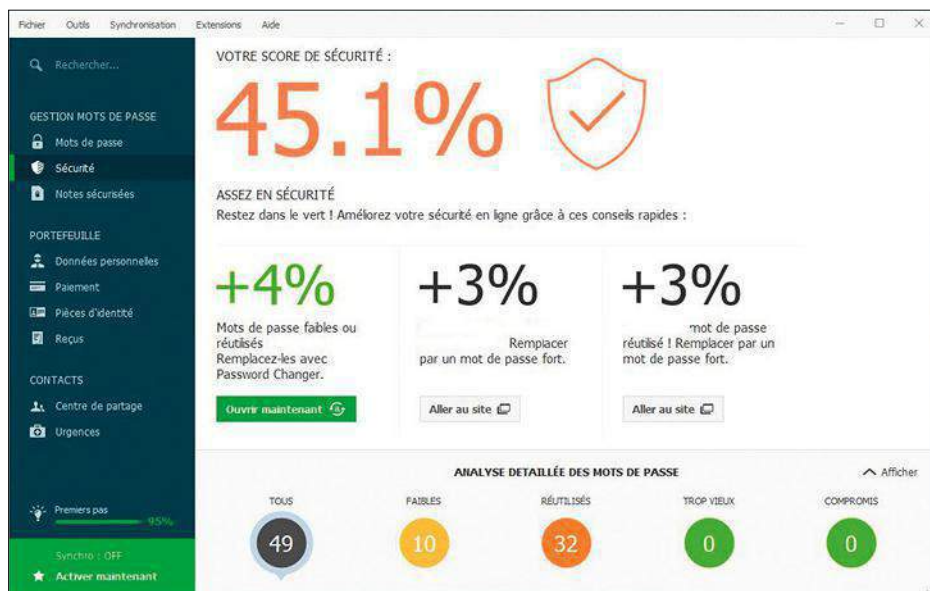 Fichier Outils Synchronisation Extensions Aide
Rechercher...
GESTION MOTS DE PASSE
Mots de passe
Sécurité
Notes sécurisées
PORTEFEUILLE
Données personnelles
Paiement
Pièces d'identité
Reçus
CONTACTS
Centre de partage
Urgences
Premiers pas
95%
Synchro : OFF
Activer maintenant
VOTRE SCORE DE SÉCURITÉ :
45.1%
ASSEZ EN SÉCURITÉ
Restez dans le vert ! Améliorez votre sécurité en ligne grâce à ces conseils rapides :
+4%
Mots de passe faibles ou
réutilisés
Remplacez-les avec
Password Changer.
Ouvrir maintenant
+3%
Remplacer
par un mot de passe fort.
Aller au site
+3%
mot de passe
réutilisé ! Remplacer par un
mot de passe fort.
Aller au site
ANALYSE DETAILLÉE DES MOTS DE PASSE
Afficher
TOUS FAIBLES RÉUTILISÉS TROP VIEUX COMPROMIS
49 10 32 0 0